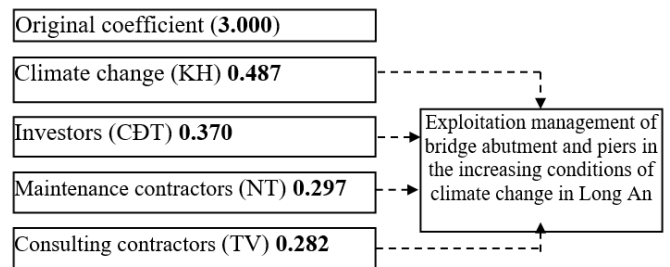 Original coefficient (3.000)
Climate change (KH) 0.487
Investors (CĐT) 0.370
Maintenance contractors (NT) 0.297
Consulting contractors (TV) 0.282
Exploitation management of
bridge abutment and piers in
the increasing conditions of
climate change in Long An